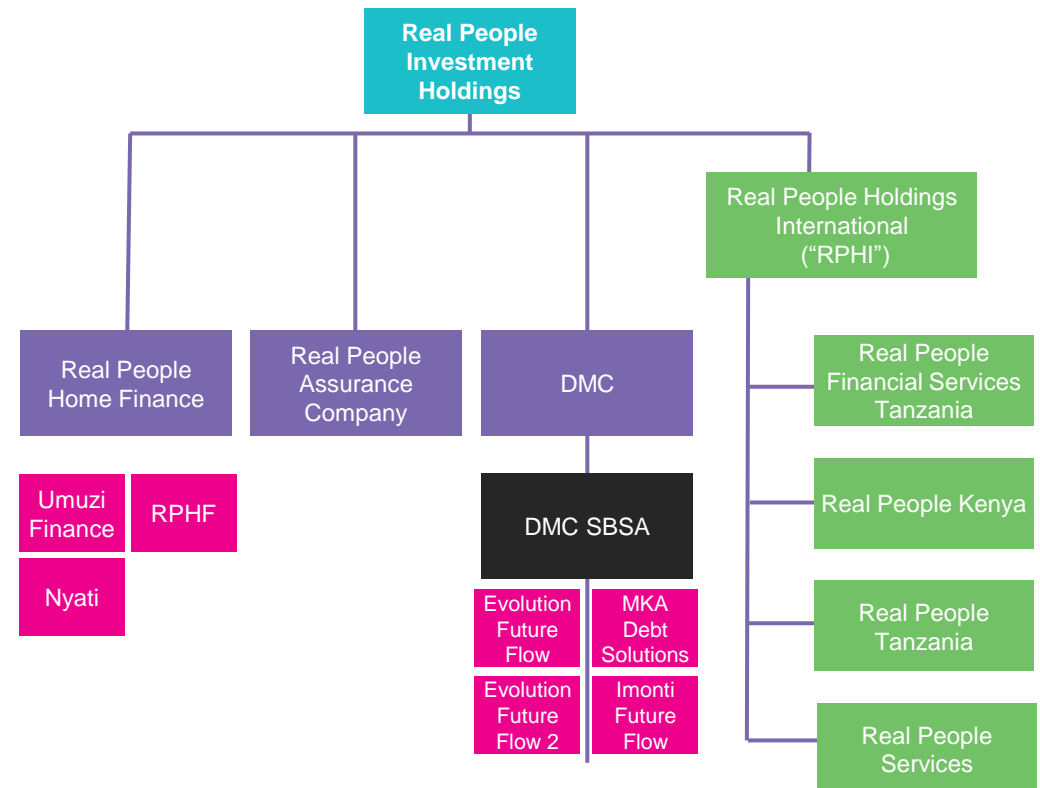 Real People
Investment
Holdings
Real People Holdings
International
(“RPHI”)
Real People
Home Finance
Real People
Assurance
Company
DMC
Real People
Financial Services
Tanzania
Umuzi
Finance
RPHF
DMC SBSA
Real People Kenya
Nyati
Evolution
Future
Flow
MKA
Debt
Solutions
Real People
Tanzania
Evolution
Future
Flow 2
Imonti
Future
Flow
Real People
Services